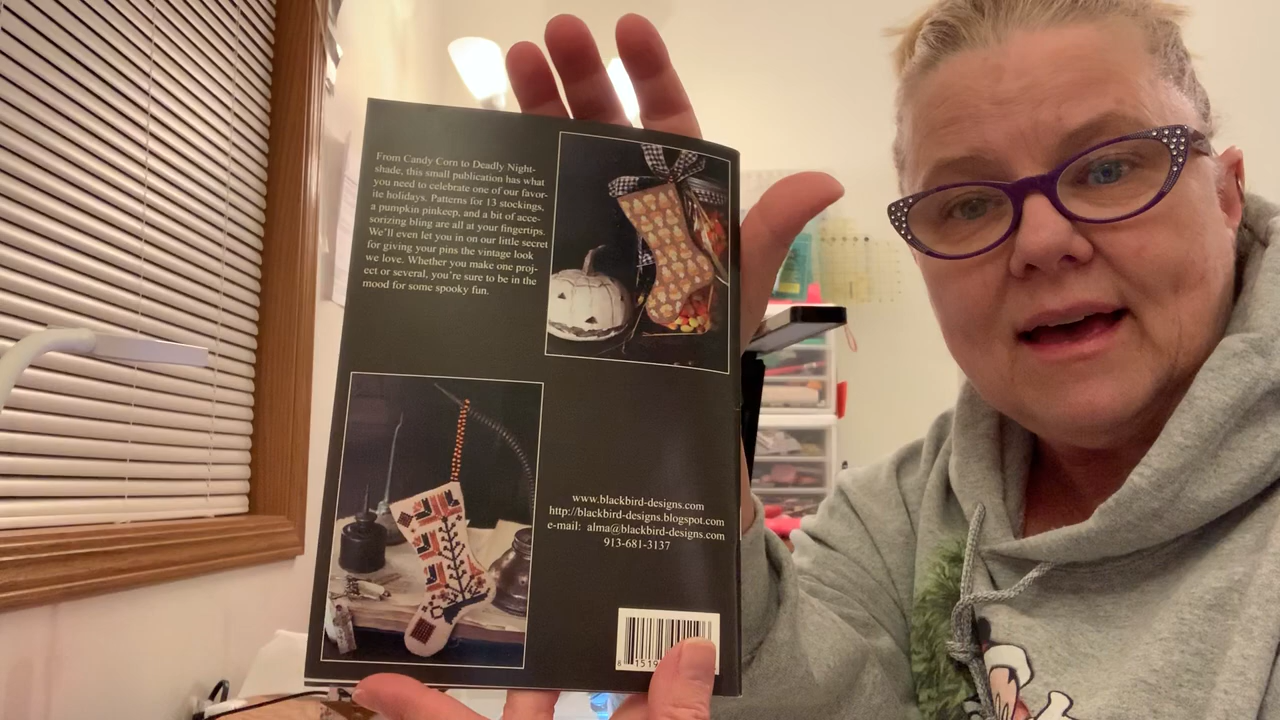 From Candy Corn to Deadly Night-
shade, this small publication has what
you need to celebrate one of our favor-
ite holidays. Patterns for 13 stockings,
a pumpkin pinkeep, and a bit of acce-
sorizing bling are all at your fingertips.
We'll even let you in on our little secret
for giving your pins the vintage look
we love. Whether you make one proj-
ect or several, you're sure to be in the
mood for some spooky fun.
www.blackbird-designs.com
http://blackbird-designs.blogspot.com
e-mail: alma@blackbird-designs.com
913-681-3137